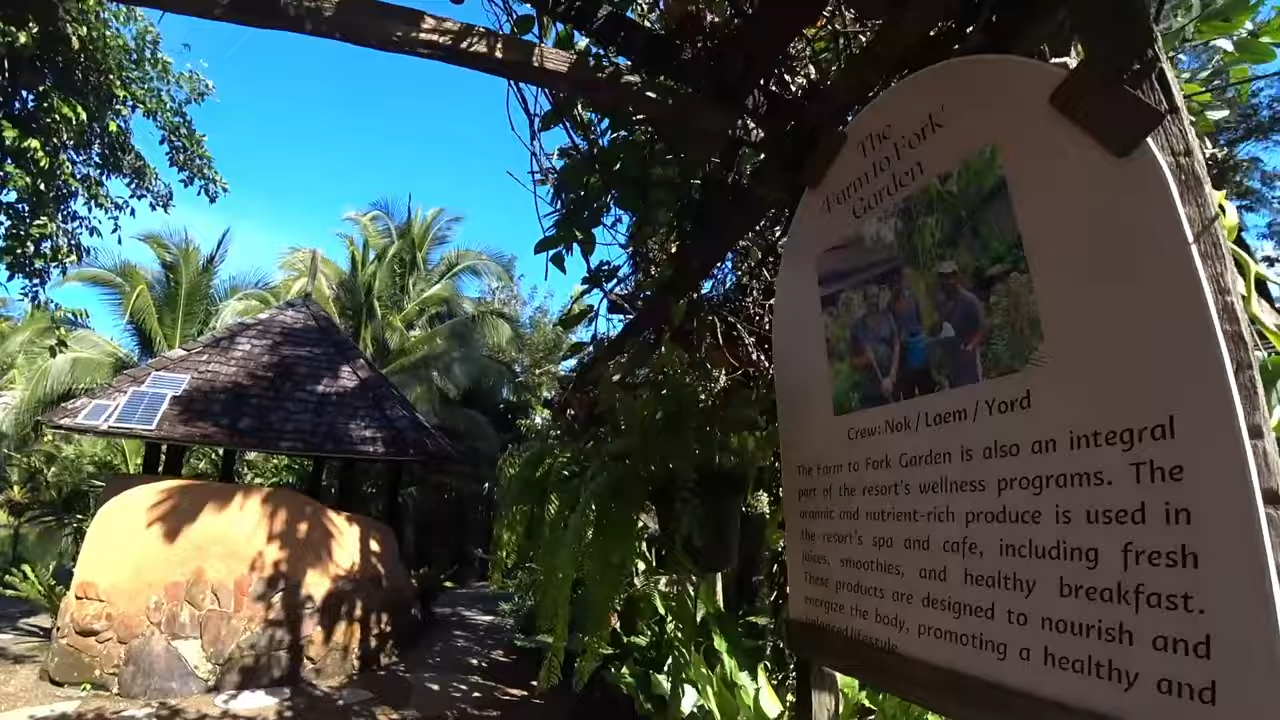 The
'Farm to Fork'
Garden
Crew: Nok / Laem / Yord
The Farm to Fork Garden is also an integral
part of the resort's wellness programs. The
organic and nutrient-rich produce is used in
the resort's spa and cafe, including fresh
juices, smoothies, and healthy breakfast.
These products are designed to nourish and
energize the body, promoting a healthy and
balanced lifestyle.